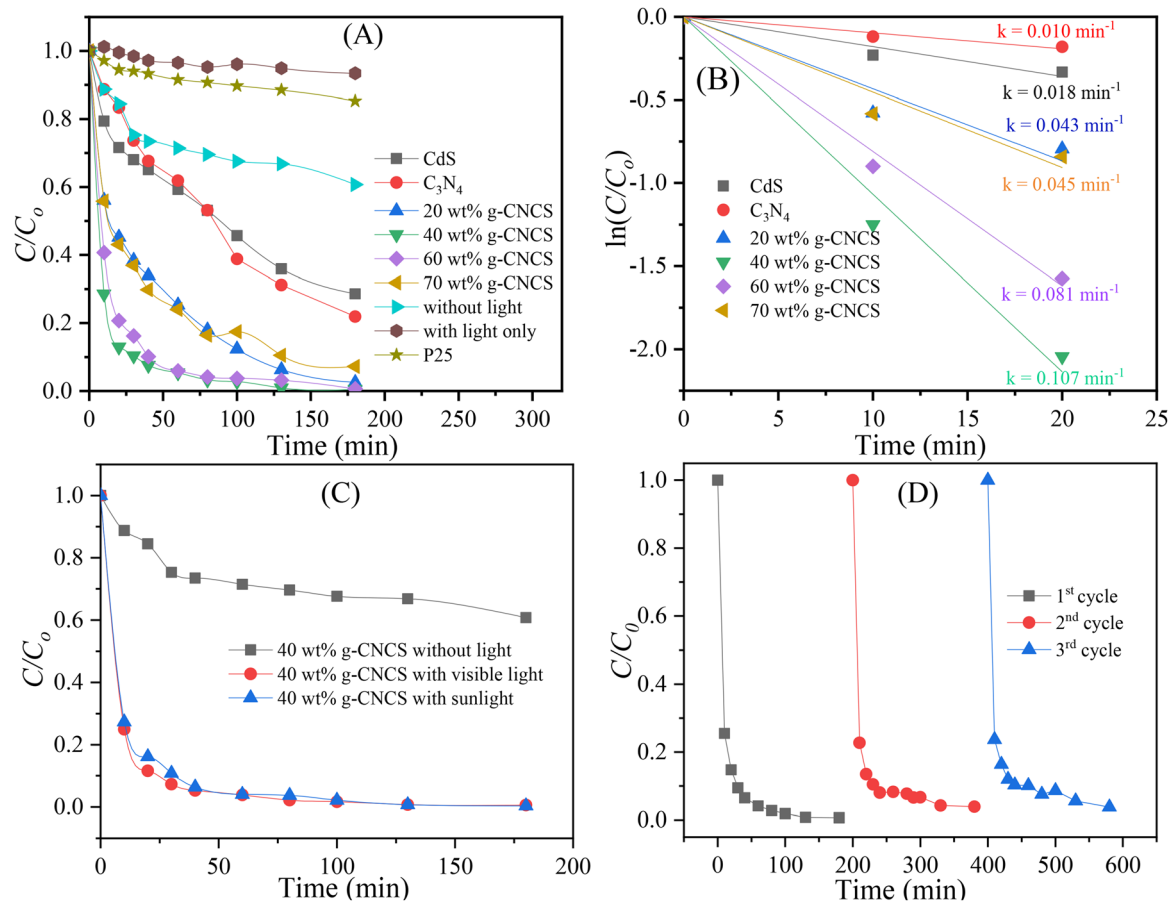 (A)
1.0
0.8
0.6
0.4
0.2
0.0
C/Co
CdS
C3N4
20 wt% g-CNCS
40 wt% g-CNCS
60 wt% g-CNCS
70 wt% g-CNCS
without light
with light only
P25
0 50 100 150 200 250 300
Time (min)
(B)
0.0
-0.5
-1.0
-1.5
-2.0
ln(C/Co)
k = 0.010 min-1
k = 0.018 min-1
k = 0.043 min-1
k = 0.045 min-1
k = 0.081 min-1
k = 0.107 min-1
CdS
C3N4
20 wt% g-CNCS
40 wt% g-CNCS
60 wt% g-CNCS
70 wt% g-CNCS
0 5 10 15 20 25
Time (min)
(C)
1.0
0.8
0.6
0.4
0.2
0.0
C/Co
40 wt% g-CNCS without light
40 wt% g-CNCS with visible light
40 wt% g-CNCS with sunlight
0 50 100 150 200
Time (min)
(D)
1.0
0.8
0.6
0.4
0.2
0.0
C/C0
1st cycle
2nd cycle
3rd cycle
0 100 200 300 400 500 600
Time (min)